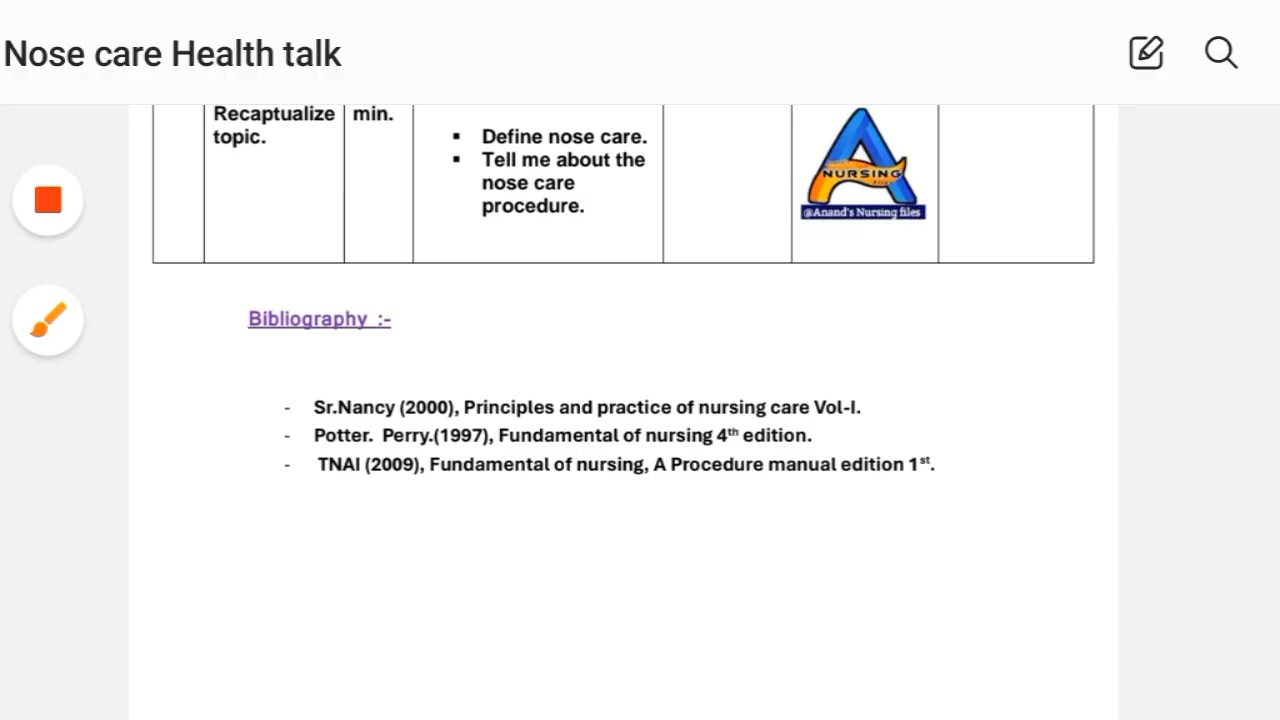 Nose care Health talk
Recaptualize
topic.
min.
▪ Define nose care.
▪ Tell me about the
nose care
procedure.
NURSING
@Anand's Nursing files
Bibliography :-
- Sr.Nancy (2000), Principles and practice of nursing care Vol-I.
- Potter. Perry.(1997), Fundamental of nursing 4th edition.
- TNAI (2009), Fundamental of nursing, A Procedure manual edition 1st.